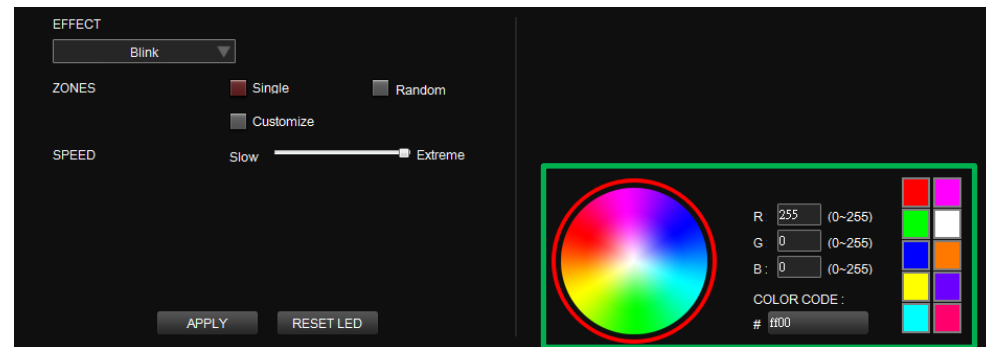 EFFECT
Blink
ZONES Single Random
Customize
SPEED Slow Extreme
APPLY RESET LED
R 255 (0~255)
G 0 (0~255)
B: 0 (0~255)
COLOR CODE :
# ff00